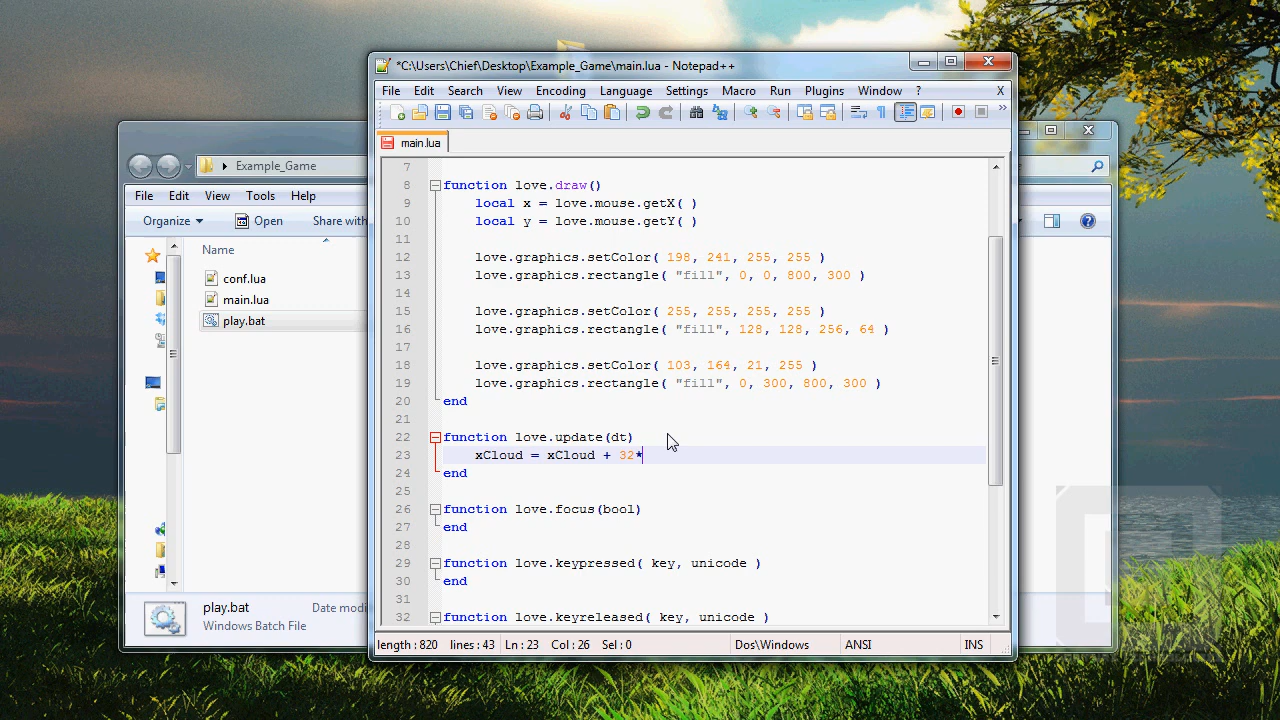 *C:\Users\Chief\Desktop\Example_Game\main.lua - Notepad++
File Edit Search View Encoding Language Settings Macro Run Plugins Window ? X
main.lua
7
8 function love.draw()
9 local x = love.mouse.getX( )
10 local y = love.mouse.getY( )
11
12 love.graphics.setColor( 198, 241, 255, 255 )
13 love.graphics.rectangle( "fill", 0, 0, 800, 300 )
14
15 love.graphics.setColor( 255, 255, 255, 255 )
16 love.graphics.rectangle( "fill", 128, 128, 256, 64 )
17
18 love.graphics.setColor( 103, 164, 21, 255 )
19 love.graphics.rectangle( "fill", 0, 300, 800, 300 )
20 end
21
22 function love.update(dt)
23 xCloud = xCloud + 32*
24 end
25
26 function love.focus(bool)
27 end
28
29 function love.keypressed( key, unicode )
30 end
31
32 function love.keyreleased( key, unicode )
length : 820 lines : 43 Ln : 23 Col : 26 Sel : 0 Dos\Windows ANSI INS
Example_Game
File Edit View Tools Help
Organize Open Share with
Name
conf.lua
main.lua
play.bat
play.bat Date modi
Windows Batch File